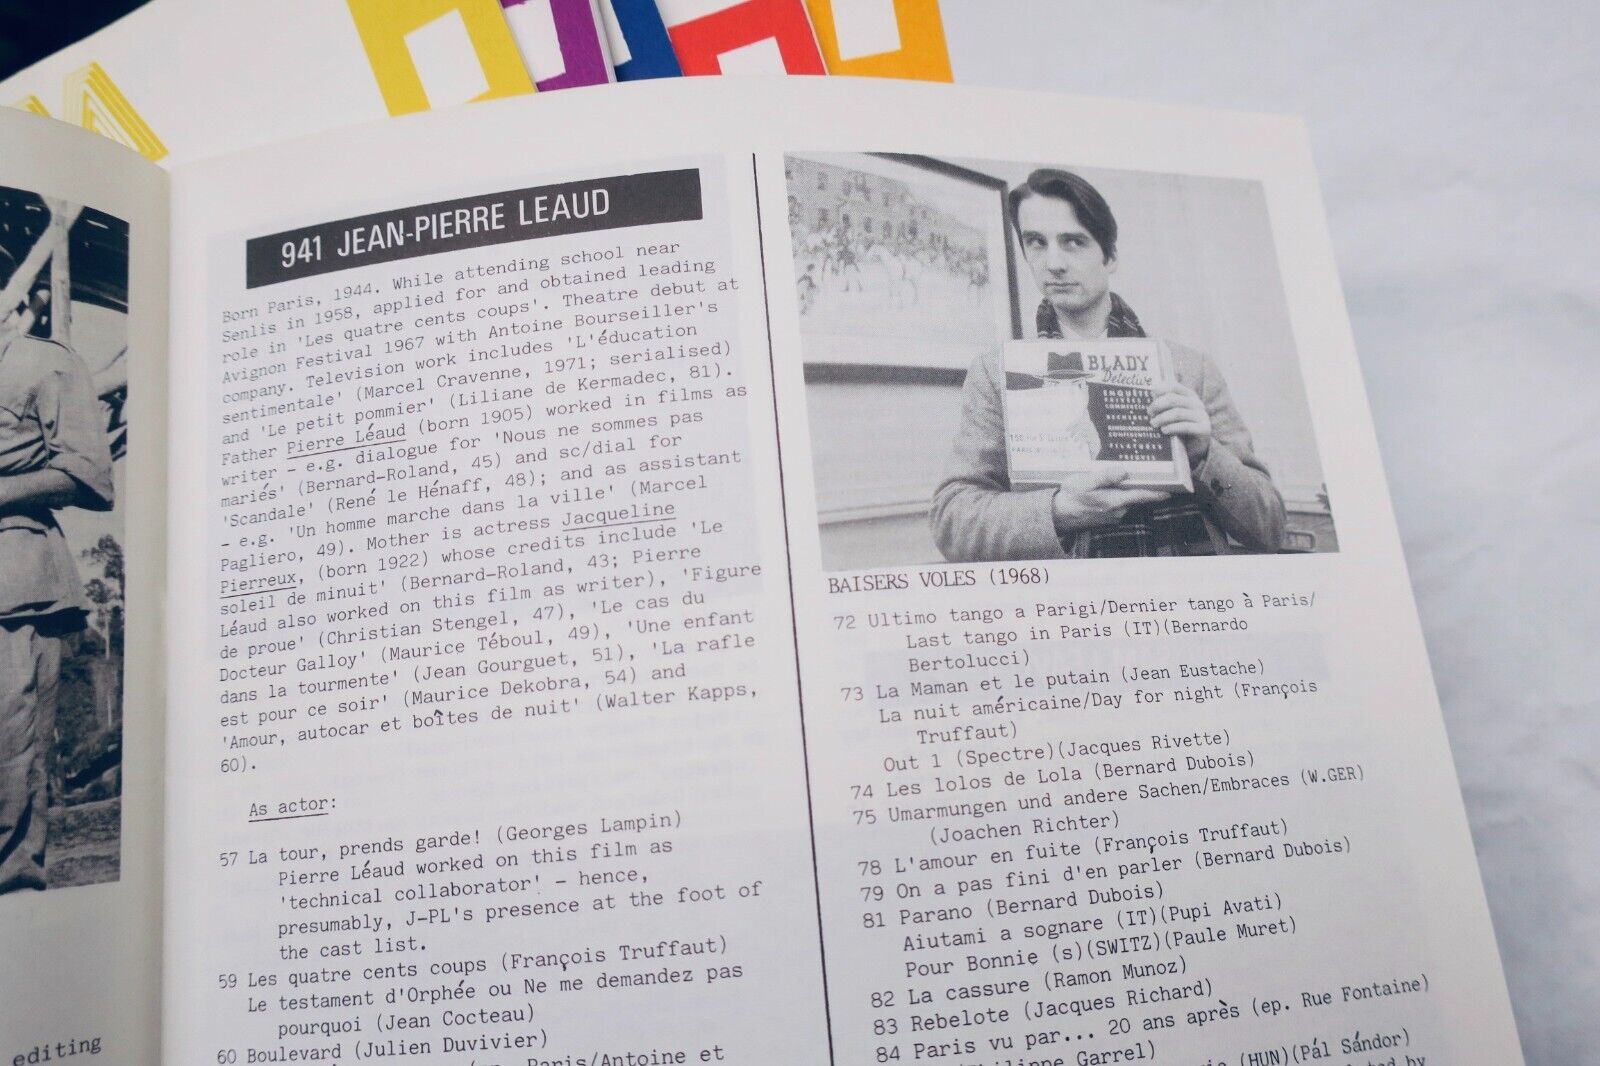 941 JEAN-PIERRE LEAUD
Born Paris, 1944. While attending school near
Senlis in 1958, applied for and obtained leading
role in 'Les quatre cents coups'. Theatre debut at
Avignon Festival 1967 with Antoine Bourseiller's
company. Television work includes 'L'éducation
sentimentale' (Marcel Cravenne, 1971; serialised)
and 'Le petit pommier' (Liliane de Kermadec, 81).
Father Pierre Léaud (born 1905) worked in films as
writer – e.g. dialogue for 'Nous ne sommes pas
mariés' (Bernard-Roland, 45) and sc/dial for
'Scandale' (René le Hénaff, 48); and as assistant
– e.g. 'Un homme marche dans la ville' (Marcel
Pagliero, 49). Mother is actress Jacqueline
Pierreux, (born 1922) whose credits include 'Le
soleil de minuit' (Bernard-Roland, 43; Pierre
Léaud also worked on this film as writer), 'Figure
de proue' (Christian Stengel, 47), 'Le cas du
Docteur Galloy' (Maurice Téboul, 49), 'Une enfant
dans la tourmente' (Jean Gourguet, 51), 'La rafle
est pour ce soir' (Maurice Dekobra, 54) and
'Amour, autocar et boîtes de nuit' (Walter Kapps,
60).
As actor:
57 La tour, prends garde! (Georges Lampin)
Pierre Léaud worked on this film as
'technical collaborator' – hence,
presumably, J-PL's presence at the foot of
the cast list.
59 Les quatre cents coups (François Truffaut)
Le testament d'Orphée ou Ne me demandez pas
pourquoi (Jean Cocteau)
60 Boulevard (Julien Duvivier)
Paris/Antoine et
editing
BLADY
Détective
ENQUÊTES
PRIVÉES &
CONFIDENTIELS
FILATURES
PREUVES
BAISERS VOLES (1968)
72 Ultimo tango a Parigi/Dernier tango à Paris/
Last tango in Paris (IT)(Bernardo
Bertolucci)
73 La Maman et le putain (Jean Eustache)
La nuit américaine/Day for night (François
Truffaut)
Out 1 (Spectre)(Jacques Rivette)
74 Les lolos de Lola (Bernard Dubois)
75 Umarmungen und andere Sachen/Embraces (W.GER)
(Joachen Richter)
78 L'amour en fuite (François Truffaut)
79 On a pas fini d'en parler (Bernard Dubois)
81 Parano (Bernard Dubois)
Aiutami a sognare (IT)(Pupi Avati)
Pour Bonnie (s)(SWITZ)(Paule Muret)
82 La cassure (Ramon Munoz)
83 Rebelote (Jacques Richard)
84 Paris vu par... 20 ans après (ep. Rue Fontaine)
Garrel)
(HUN)(Pál Sándor)
by